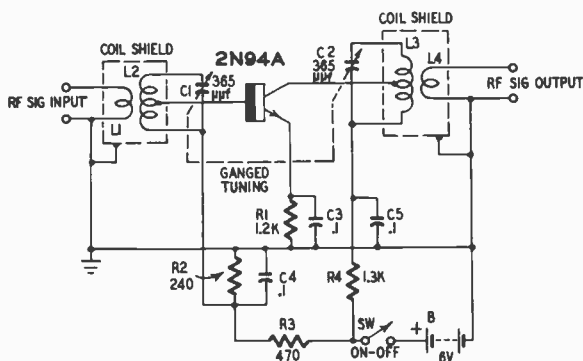 COIL SHIELD
L2
RF SIG INPUT
L1
C1
365
µµf
2N94A
C2
365
µµf
COIL SHIELD
L3
L4
RF SIG OUTPUT
GANGED
TUNING
R1
1.2K
C3
.1
C5
.1
R2
240
C4
.1
R4
1.3K
R3
470
SW
ON-OFF
+
B
6V